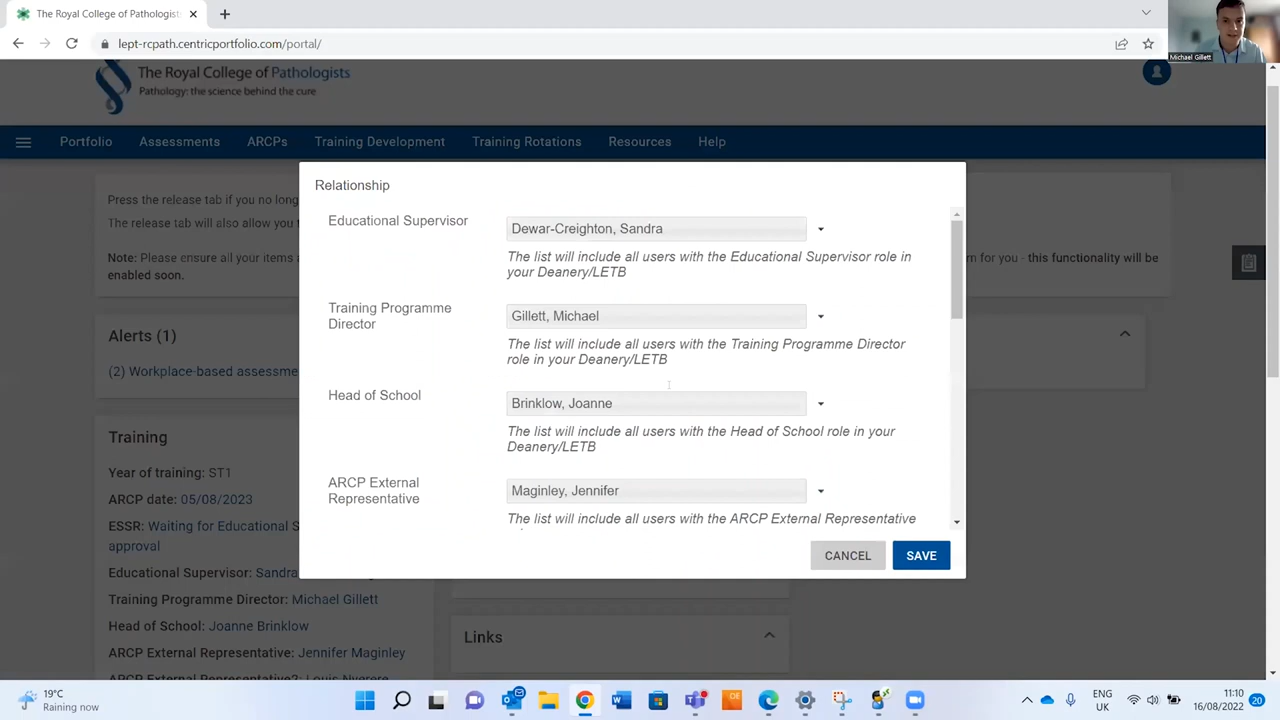 The Royal College of Pathologists
lept-rcpath.centricportfolio.com/portal/
Michael Gillett
The Royal College of Pathologists
Pathology: the science behind the cure
Portfolio
Assessments
ARCPs
Training Development
Training Rotations
Resources
Help
Press the release tab if you no long
The release tab will also allow you t
Note: Please ensure all your items a
rn for you - this functionality will be
enabled soon.
Relationship
Educational Supervisor
Dewar-Creighton, Sandra
The list will include all users with the Educational Supervisor role in
your Deanery/LETB
Training Programme
Director
Gillett, Michael
The list will include all users with the Training Programme Director
role in your Deanery/LETB
Head of School
Brinklow, Joanne
The list will include all users with the Head of School role in your
Deanery/LETB
ARCP External
Representative
Maginley, Jennifer
The list will include all users with the ARCP External Representative
CANCEL
SAVE
Alerts (1)
(2) Workplace-based assessme
Training
Year of training: ST1
ARCP date: 05/08/2023
ESSR: Waiting for Educational S
approval
Educational Supervisor: Sandra
Training Programme Director: Michael Gillett
Head of School: Joanne Brinklow
ARCP External Representative: Jennifer Maginley
ARCP External Representative2: Louis Nyerere
Links
19°C
Raining now
ENG
UK
11:10
16/08/2022
20